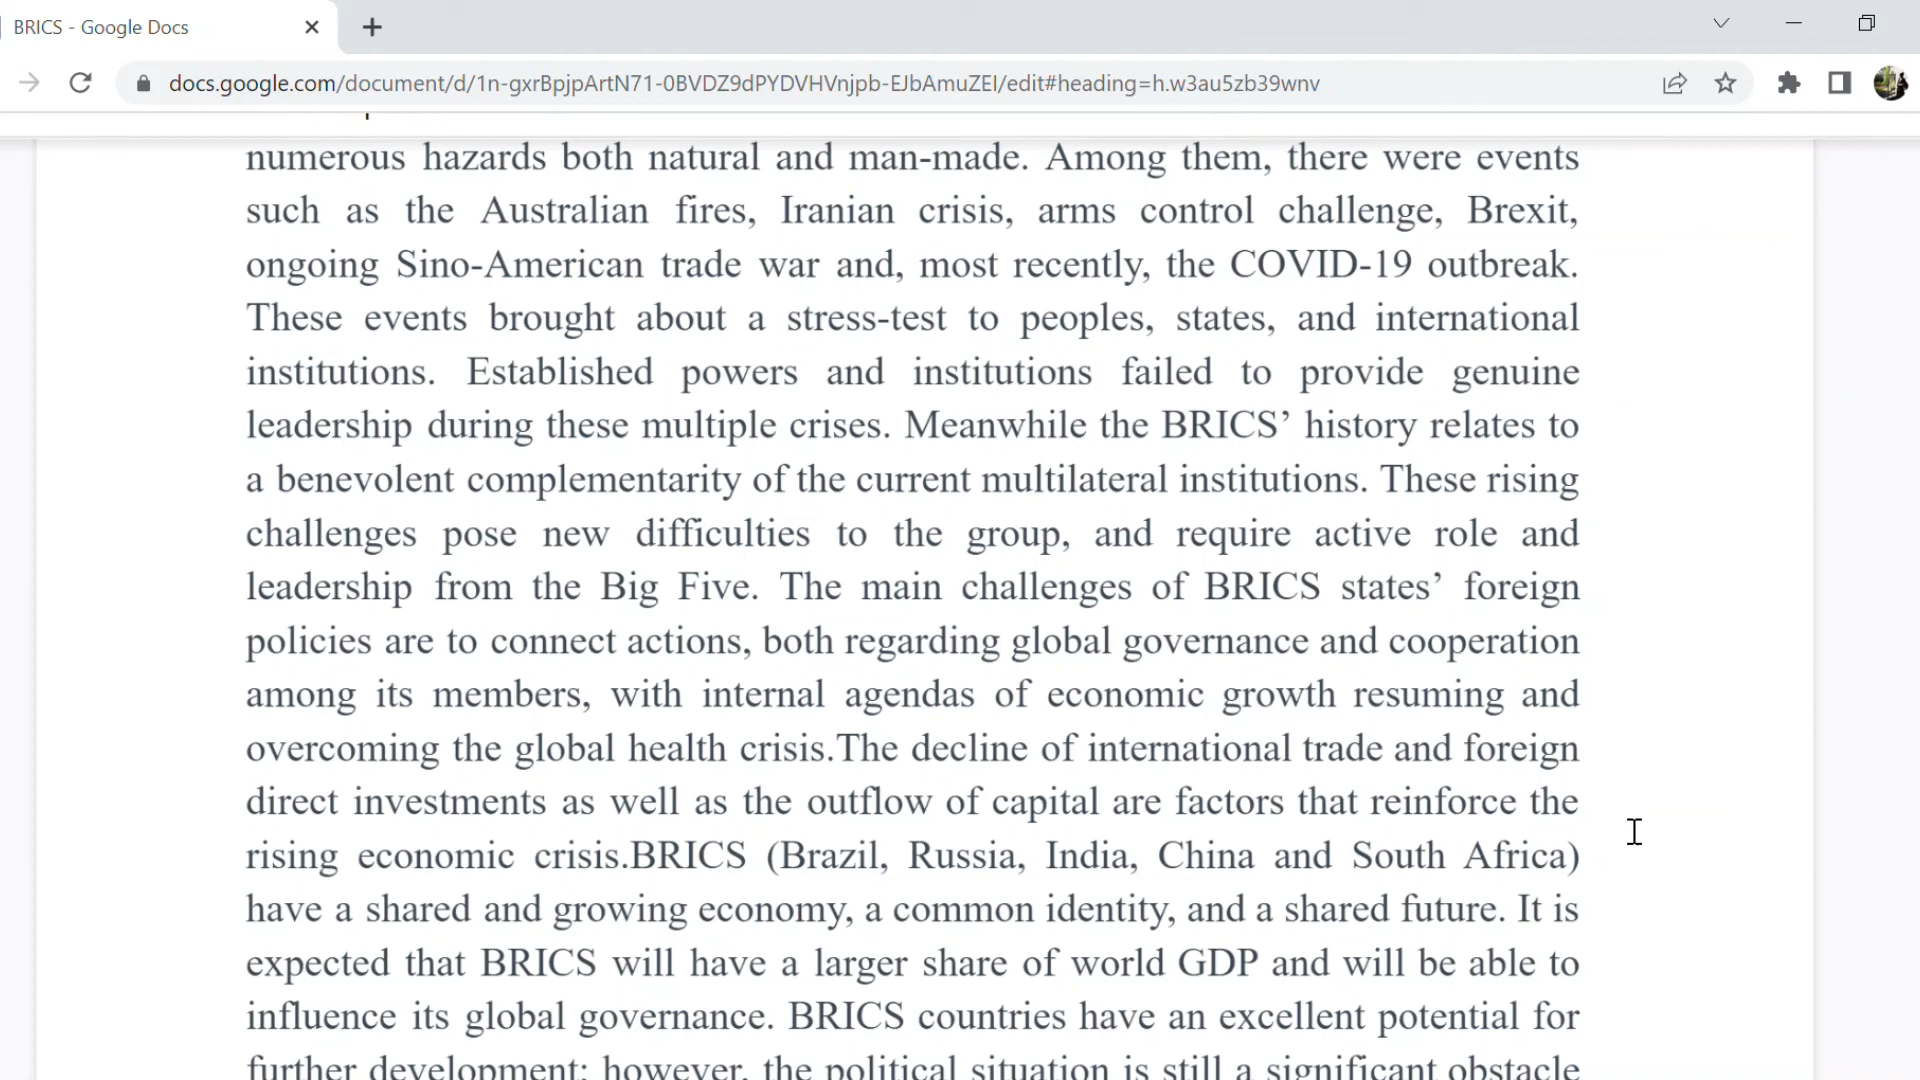 BRICS - Google Docs
docs.google.com/document/d/1n-gxrBpjpArtN71-0BVDZ9dPYDVHVnjpb-EJbAmuZEI/edit#heading=h.w3au5zb39wnv
numerous hazards both natural and man-made. Among them, there were events
such as the Australian fires, Iranian crisis, arms control challenge, Brexit,
ongoing Sino-American trade war and, most recently, the COVID-19 outbreak.
These events brought about a stress-test to peoples, states, and international
institutions. Established powers and institutions failed to provide genuine
leadership during these multiple crises. Meanwhile the BRICS’ history relates to
a benevolent complementarity of the current multilateral institutions. These rising
challenges pose new difficulties to the group, and require active role and
leadership from the Big Five. The main challenges of BRICS states’ foreign
policies are to connect actions, both regarding global governance and cooperation
among its members, with internal agendas of economic growth resuming and
overcoming the global health crisis.The decline of international trade and foreign
direct investments as well as the outflow of capital are factors that reinforce the
rising economic crisis.BRICS (Brazil, Russia, India, China and South Africa)
have a shared and growing economy, a common identity, and a shared future. It is
expected that BRICS will have a larger share of world GDP and will be able to
influence its global governance. BRICS countries have an excellent potential for
further development; however, the political situation is still a significant obstacle